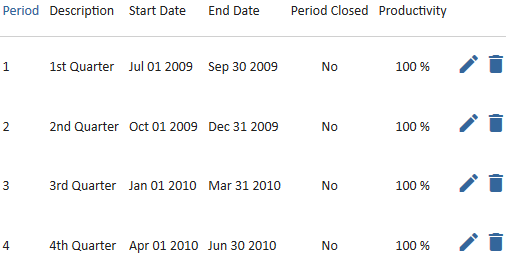 Period Description Start Date End Date Period Closed Productivity
1 1st Quarter Jul 01 2009 Sep 30 2009 No 100 %
2 2nd Quarter Oct 01 2009 Dec 31 2009 No 100 %
3 3rd Quarter Jan 01 2010 Mar 31 2010 No 100 %
4 4th Quarter Apr 01 2010 Jun 30 2010 No 100 %